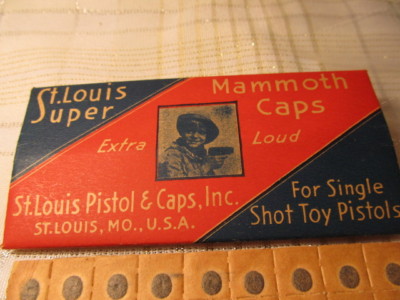 St. Louis
Super
Mammoth
Caps
Extra Loud
St. Louis Pistol & Caps, Inc.
ST. LOUIS, MO., U.S.A.
For Single
Shot Toy Pistols